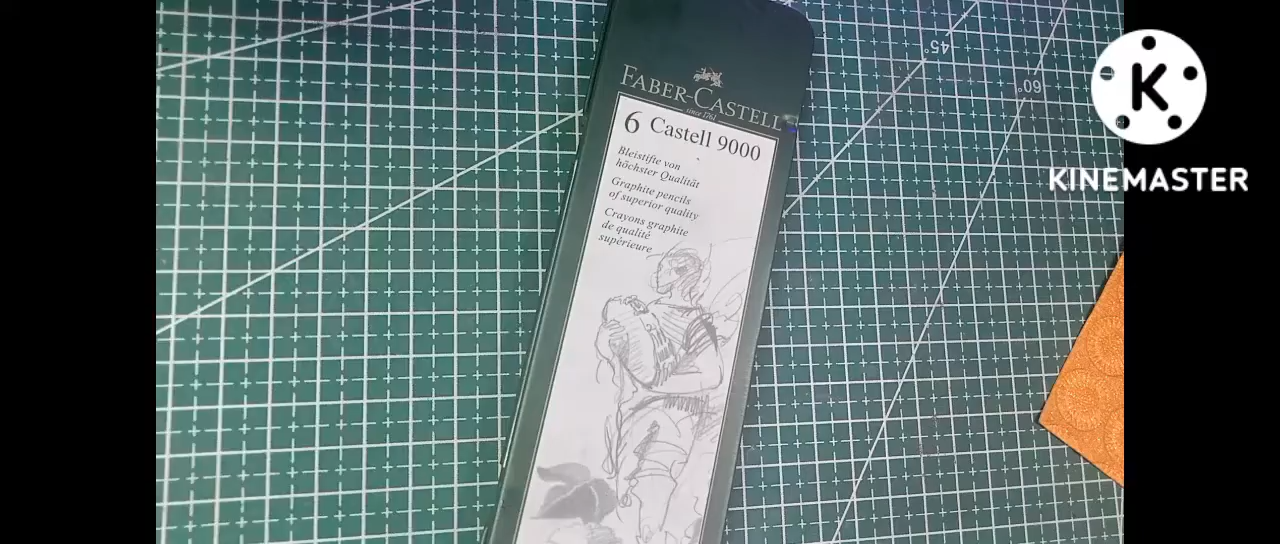 45°
60°
FABER-CASTELL
since 1761
6 Castell 9000
Bleistifte von
höchster Qualität
Graphite pencils
of superior quality
Crayons graphite
de qualité
supérieure
K
KINEMASTER